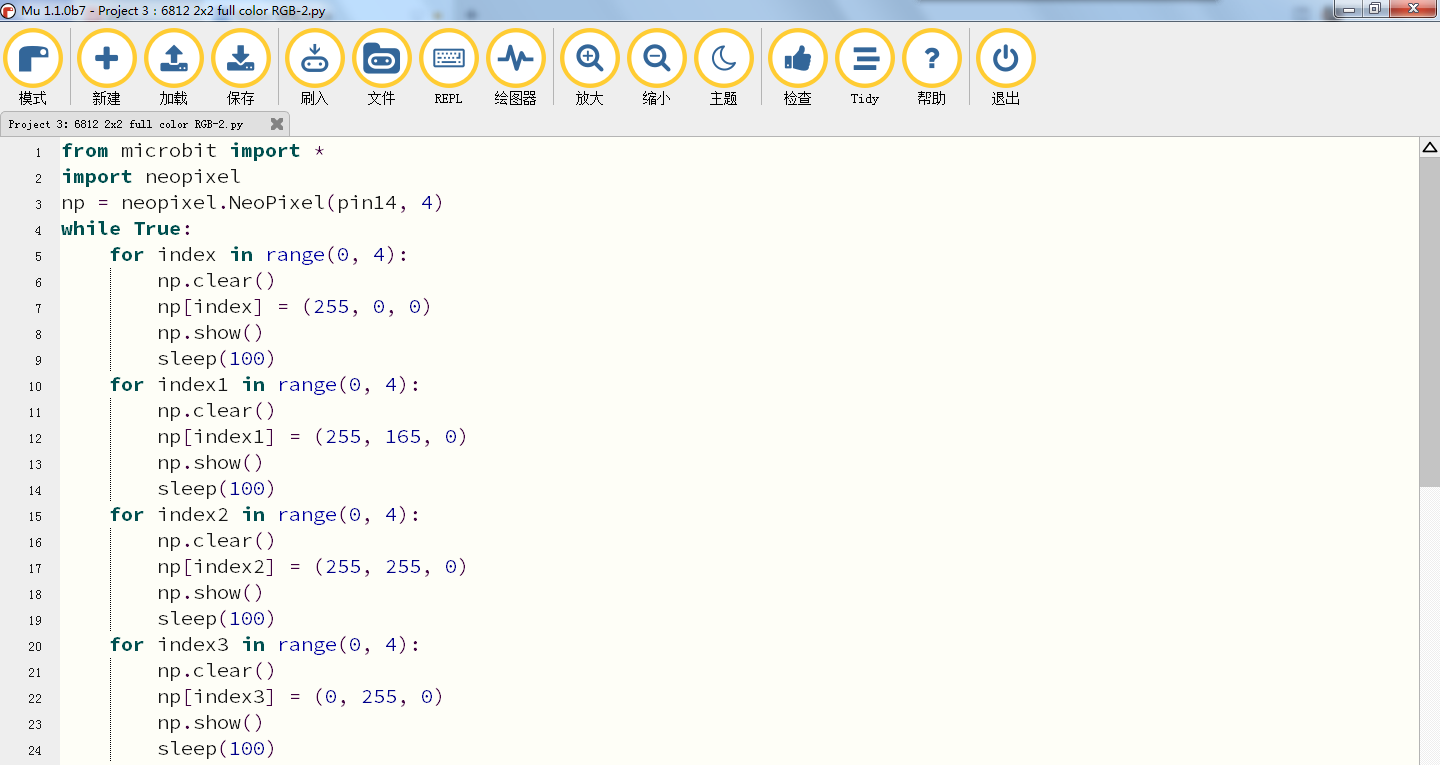 Mu 1.1.0b7 - Project 3 : 6812 2x2 full color RGB-2.py
模式 新建 加载 保存 刷入 文件 REPL 绘图器 放大 缩小 主题 检查 Tidy 帮助 退出
Project 3: 6812 2x2 full color RGB-2.py
1 from microbit import *
2 import neopixel
3 np = neopixel.NeoPixel(pin14, 4)
4 while True:
5     for index in range(0, 4):
6         np.clear()
7         np[index] = (255, 0, 0)
8         np.show()
9         sleep(100)
10     for index1 in range(0, 4):
11         np.clear()
12         np[index1] = (255, 165, 0)
13         np.show()
14         sleep(100)
15     for index2 in range(0, 4):
16         np.clear()
17         np[index2] = (255, 255, 0)
18         np.show()
19         sleep(100)
20     for index3 in range(0, 4):
21         np.clear()
22         np[index3] = (0, 255, 0)
23         np.show()
24         sleep(100)